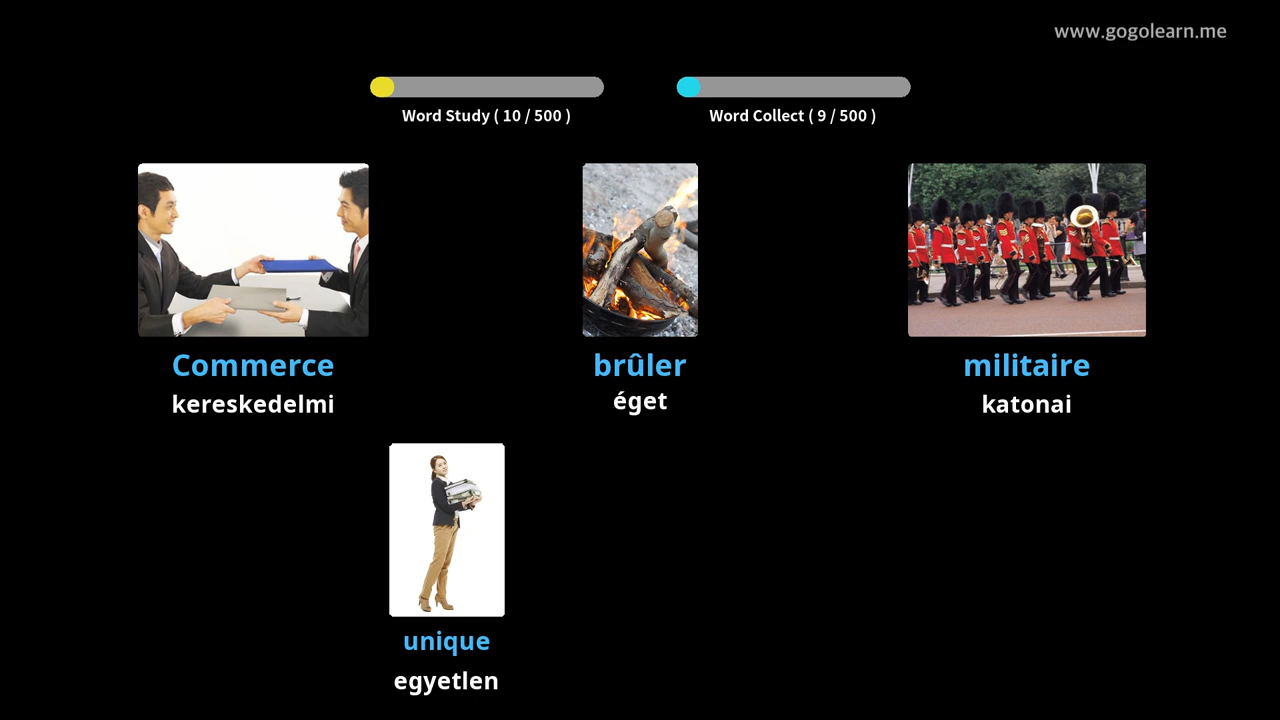 www.gogolearn.me
Word Study ( 10 / 500 )
Word Collect ( 9 / 500 )
Commerce
kereskedelmi
brûler
éget
militaire
katonai
unique
egyetlen